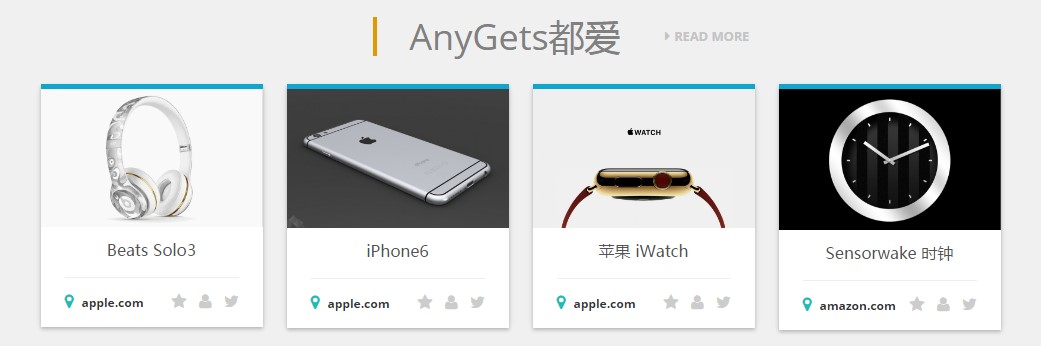 AnyGets都爱
READ MORE
WATCH
Beats Solo3
iPhone6
苹果 iWatch
Sensorwake 时钟
apple.com
apple.com
apple.com
amazon.com